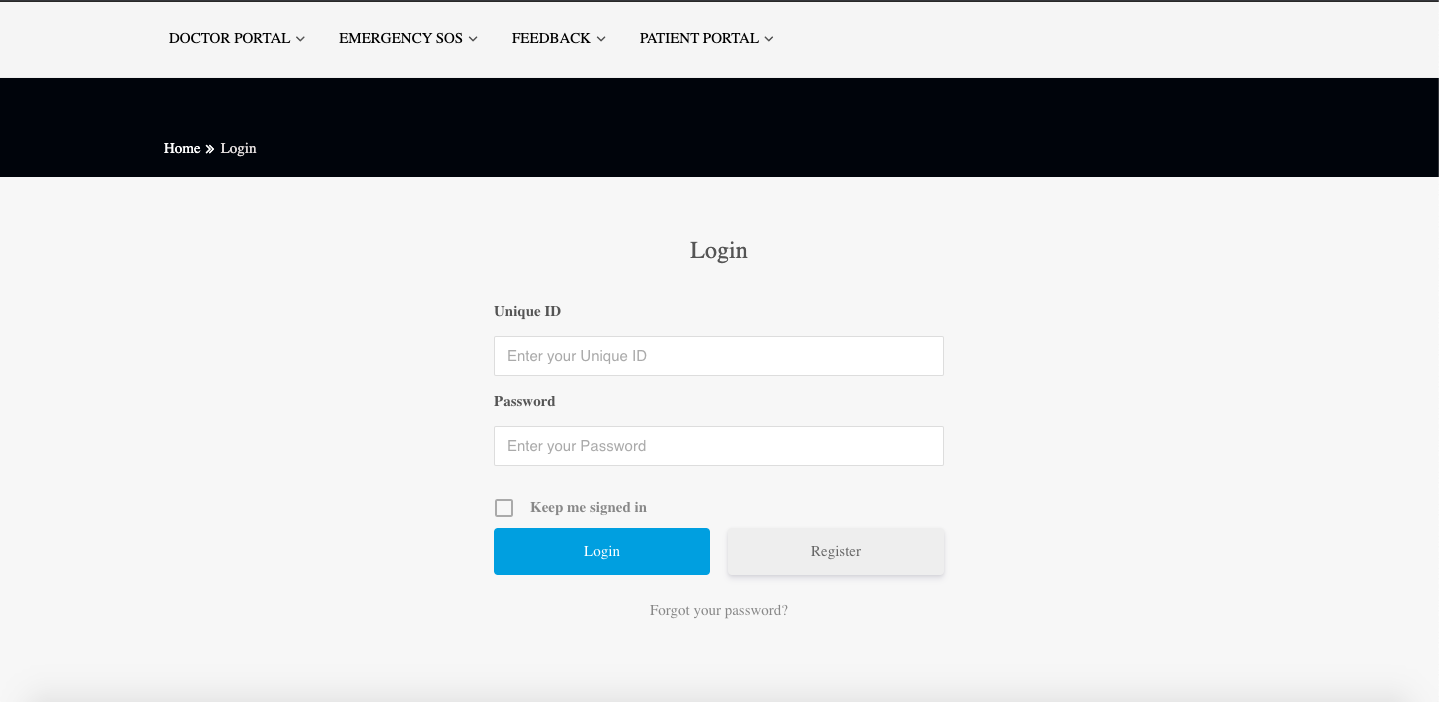 DOCTOR PORTAL EMERGENCY SOS FEEDBACK PATIENT PORTAL
Home » Login
Login
Unique ID
Enter your Unique ID
Password
Enter your Password
Keep me signed in
Login Register
Forgot your password?